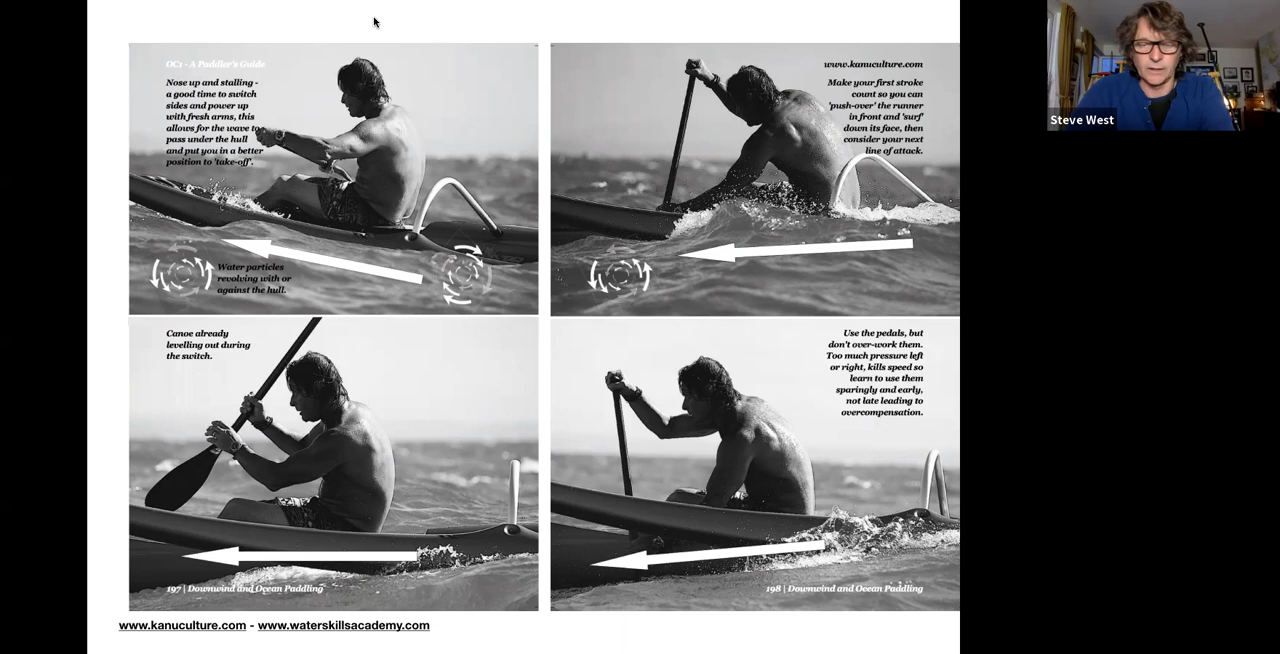 OC1 - A Paddler's Guide
Nose up and stalling -
a good time to switch
sides and power up
with fresh arms, this
allows for the wave to
pass under the hull
and put you in a better
position to 'take-off'.
Water particles
revolving with or
against the hull.
www.kanuculture.com
Make your first stroke
count so you can
'push-over' the runner
in front and 'surf'
down its face, then
consider your next
line of attack.
Canoe already
levelling out during
the switch.
197 | Downwind and Ocean Paddling
Use the pedals, but
don't over-work them.
Too much pressure left
or right, kills speed so
learn to use them
sparingly and early,
not late leading to
overcompensation.
198 | Downwind and Ocean Paddling
www.kanuculture.com - www.waterskillsacademy.com
Steve West